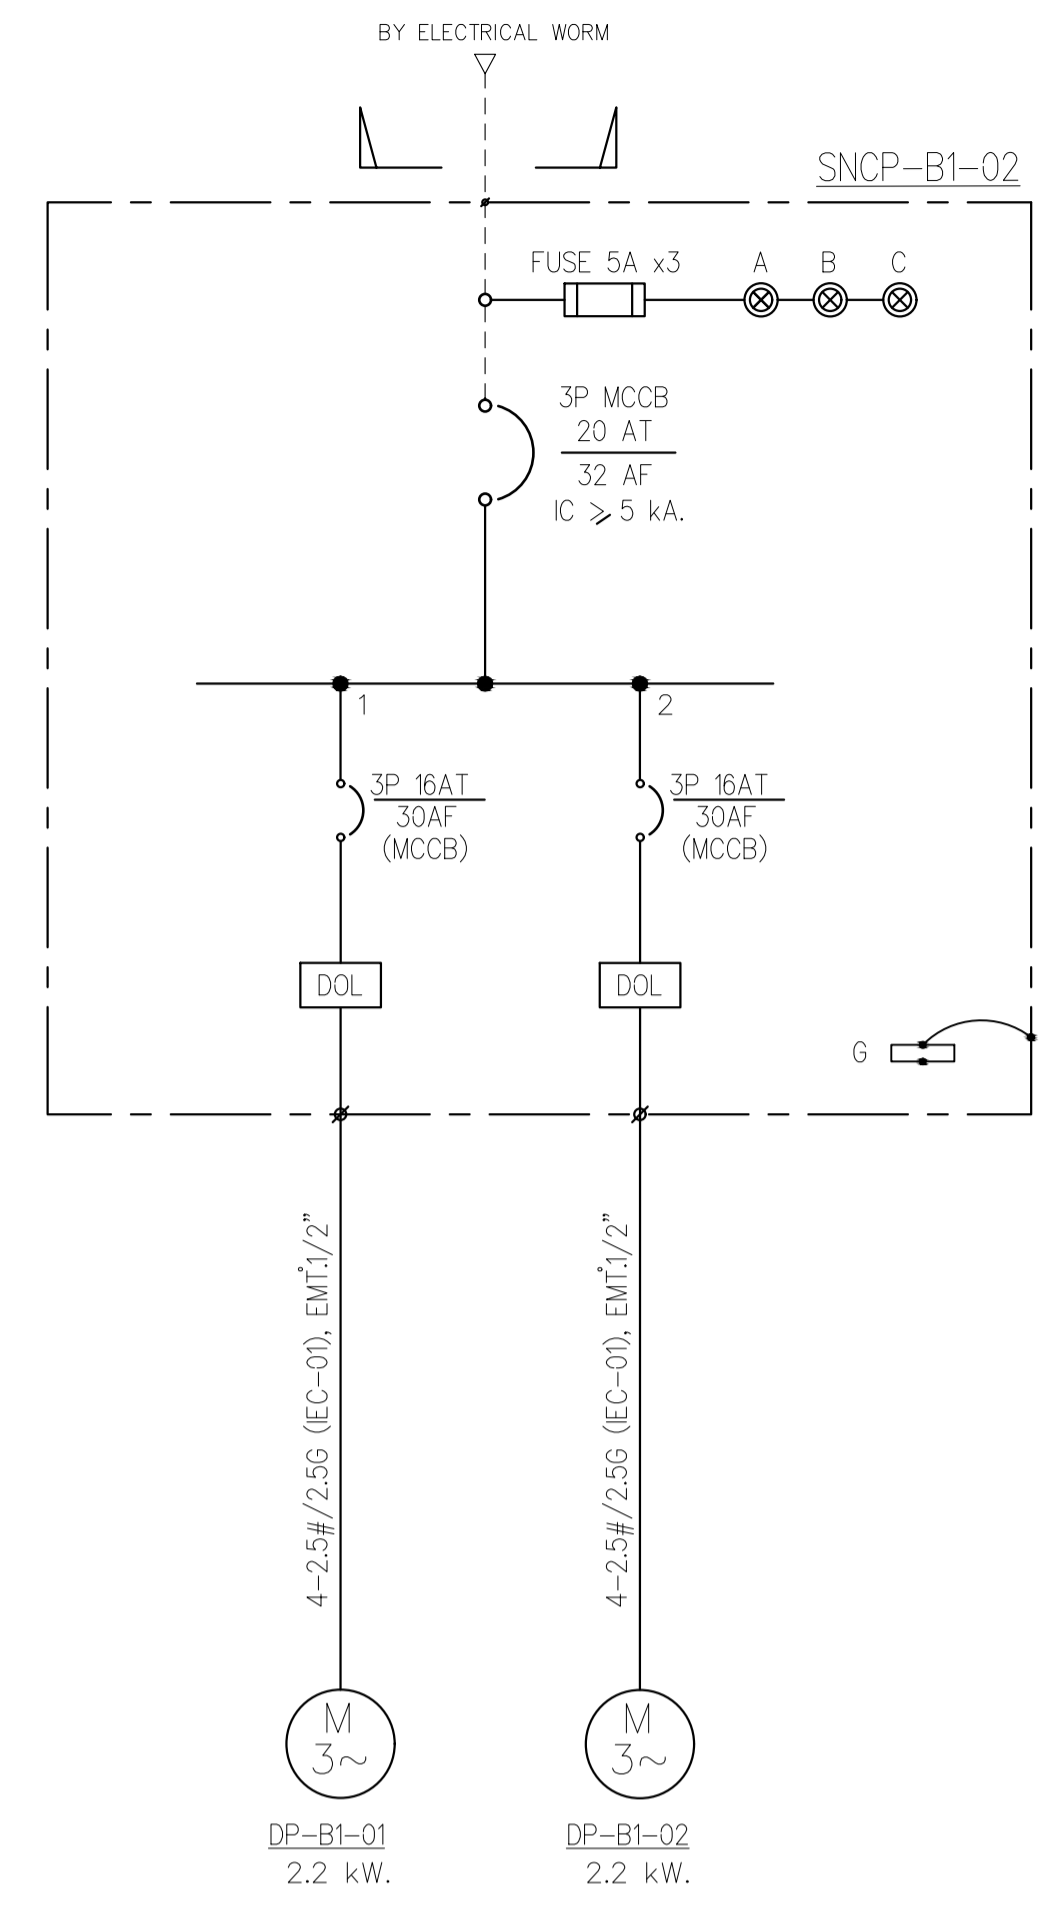 BY ELECTRICAL WORM
SNCP-B1-02
FUSE 5A x3
A
B
C
3P MCCB
20 AT
32 AF
IC ⩾ 5 kA.
1
2
3P 16AT
30AF
(MCCB)
3P 16AT
30AF
(MCCB)
DOL
DOL
G
4-2.5#/2.5G (IEC-01), EMT.1/2"
4-2.5#/2.5G (IEC-01), EMT.1/2"
M
3~
M
3~
DP-B1-01
2.2 kW.
DP-B1-02
2.2 kW.